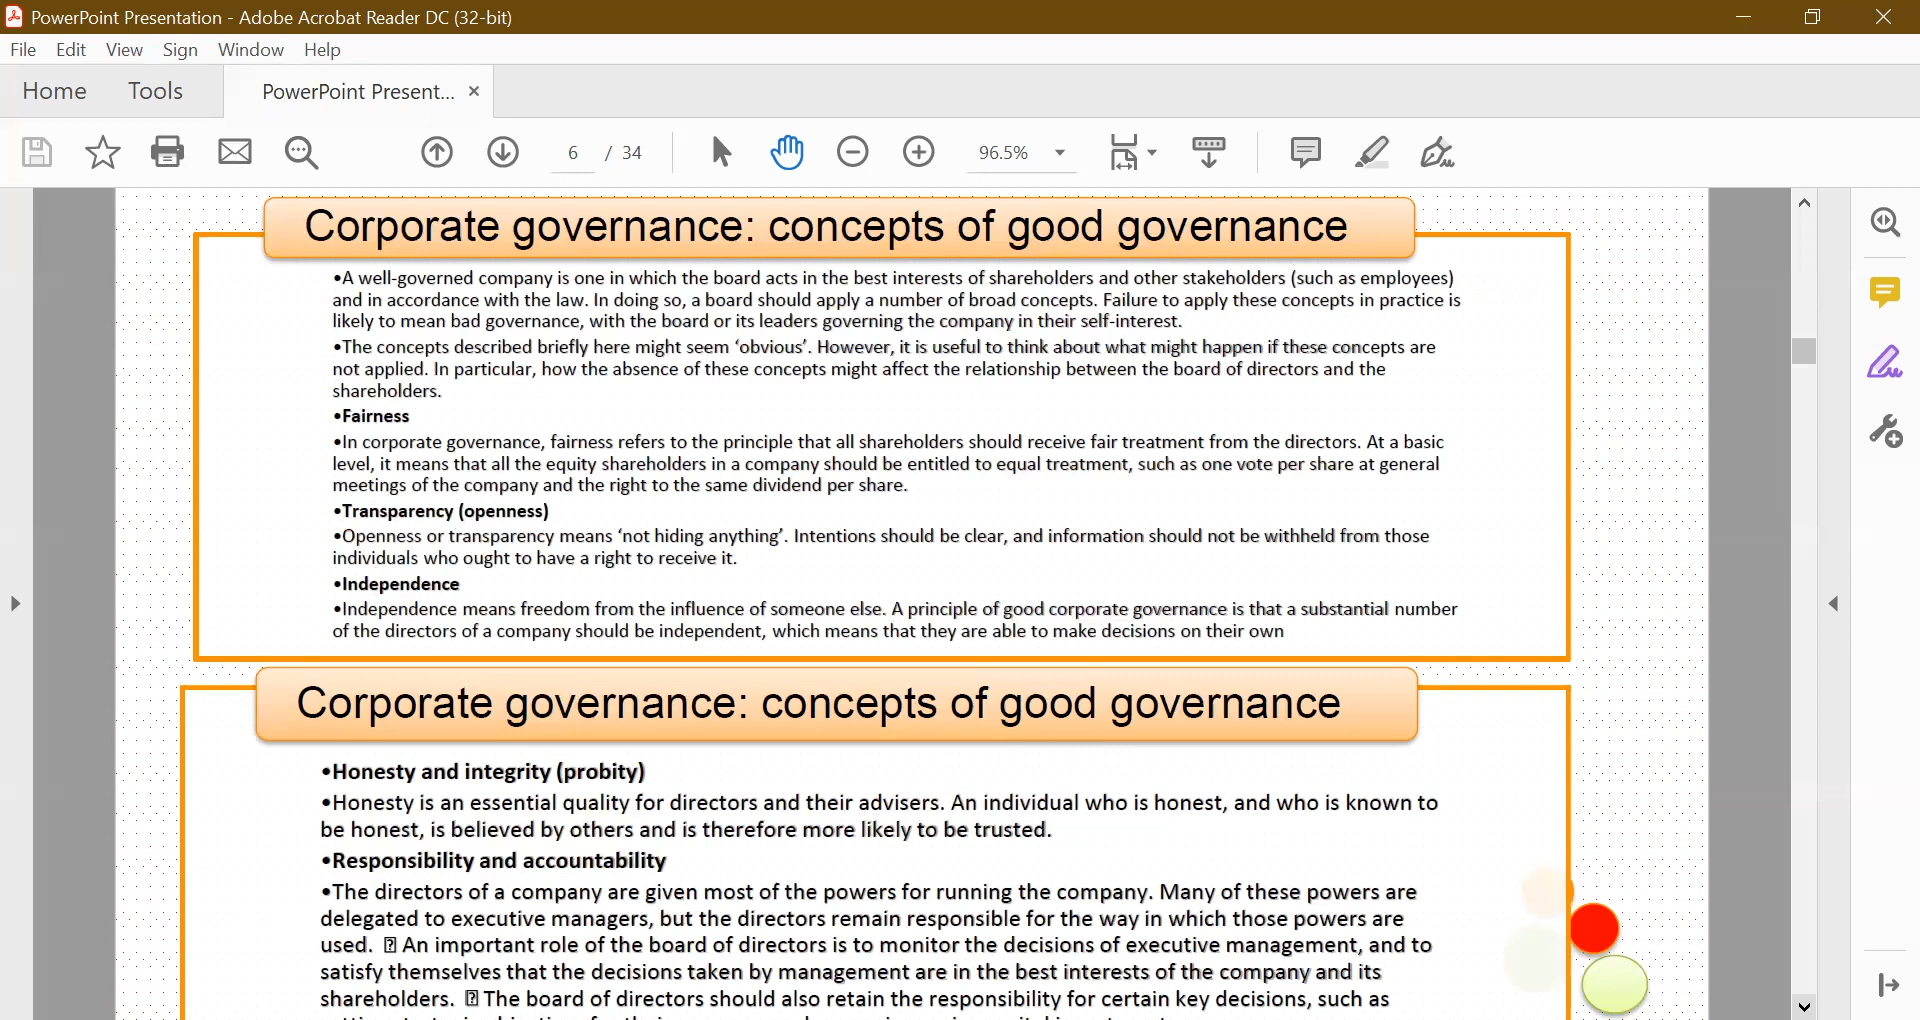 PowerPoint Presentation - Adobe Acrobat Reader DC (32-bit)
File Edit View Sign Window Help
Home Tools PowerPoint Present... ×
6 / 34 96.5%
Corporate governance: concepts of good governance
•A well-governed company is one in which the board acts in the best interests of shareholders and other stakeholders (such as employees)
and in accordance with the law. In doing so, a board should apply a number of broad concepts. Failure to apply these concepts in practice is
likely to mean bad governance, with the board or its leaders governing the company in their self-interest.
•The concepts described briefly here might seem ‘obvious’. However, it is useful to think about what might happen if these concepts are
not applied. In particular, how the absence of these concepts might affect the relationship between the board of directors and the
shareholders.
•Fairness
•In corporate governance, fairness refers to the principle that all shareholders should receive fair treatment from the directors. At a basic
level, it means that all the equity shareholders in a company should be entitled to equal treatment, such as one vote per share at general
meetings of the company and the right to the same dividend per share.
•Transparency (openness)
•Openness or transparency means ‘not hiding anything’. Intentions should be clear, and information should not be withheld from those
individuals who ought to have a right to receive it.
•Independence
•Independence means freedom from the influence of someone else. A principle of good corporate governance is that a substantial number
of the directors of a company should be independent, which means that they are able to make decisions on their own
Corporate governance: concepts of good governance
•Honesty and integrity (probity)
•Honesty is an essential quality for directors and their advisers. An individual who is honest, and who is known to
be honest, is believed by others and is therefore more likely to be trusted.
•Responsibility and accountability
•The directors of a company are given most of the powers for running the company. Many of these powers are
delegated to executive managers, but the directors remain responsible for the way in which those powers are
used. An important role of the board of directors is to monitor the decisions of executive management, and to
satisfy themselves that the decisions taken by management are in the best interests of the company and its
shareholders. The board of directors should also retain the responsibility for certain key decisions, such as